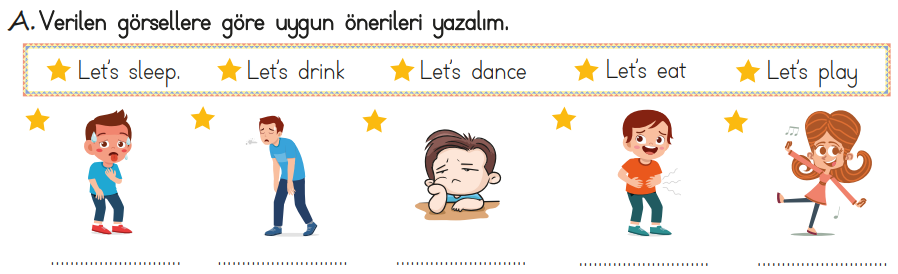 A. Verilen görsellere göre uygun önerileri yazalım.
Let's sleep. Let's drink Let's dance Let's eat Let's play